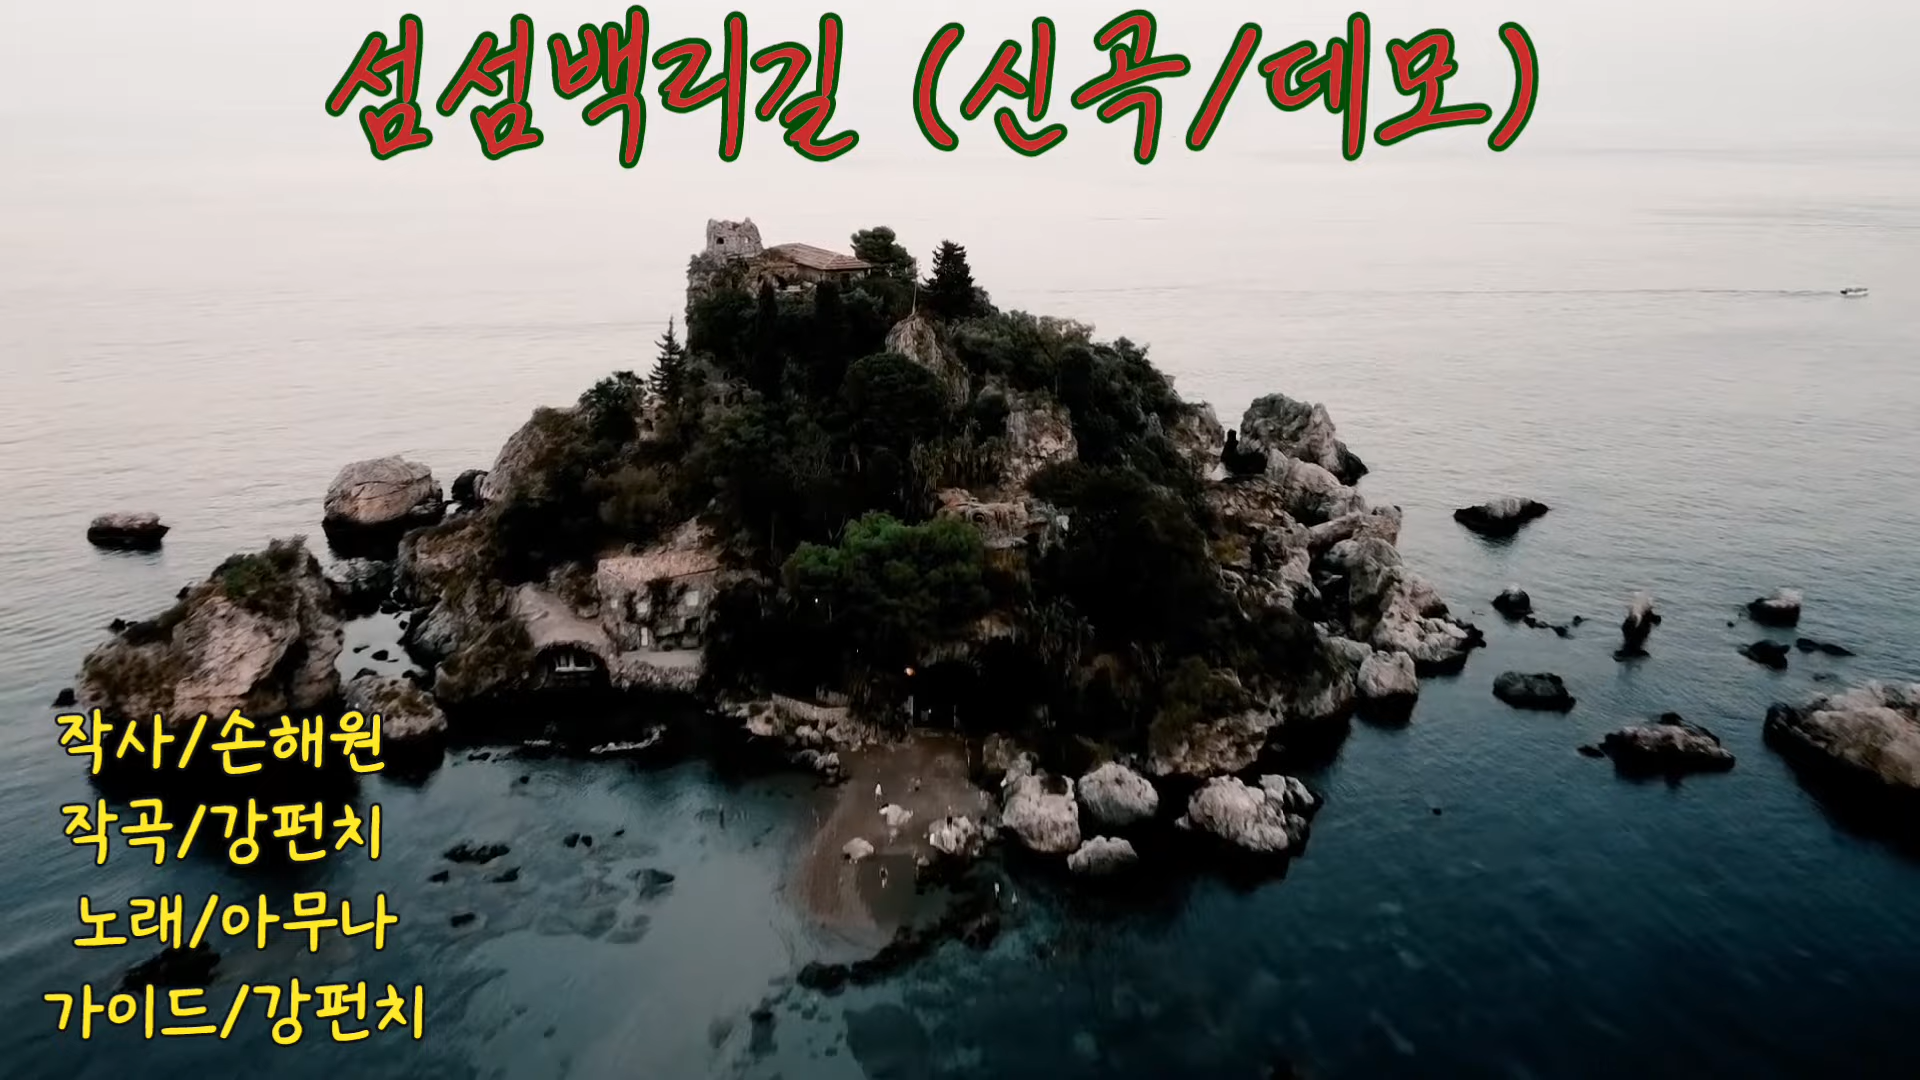 섬섬백리길 (신곡/데모)
작사/손해원
작곡/강펀치
노래/아무나
가이드/강펀치